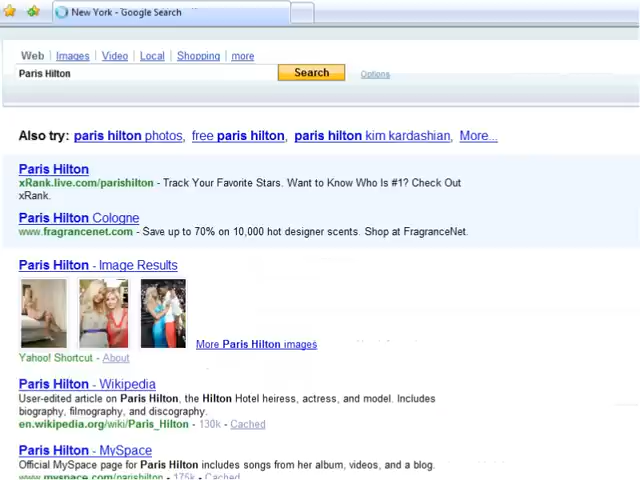 New York - Google Search
Web Images Video Local Shopping more
Paris Hilton Search Options
Also try: paris hilton photos, free paris hilton, paris hilton kim kardashian, More...
Paris Hilton
xRank.live.com/parishilton - Track Your Favorite Stars. Want to Know Who Is #1? Check Out
xRank.
Paris Hilton Cologne
www.fragrancenet.com - Save up to 70% on 10,000 hot designer scents. Shop at FragranceNet.
Paris Hilton - Image Results
More Paris Hilton images
Yahoo! Shortcut - About
Paris Hilton - Wikipedia
User-edited article on Paris Hilton, the Hilton Hotel heiress, actress, and model. Includes
biography, filmography, and discography.
en.wikipedia.org/wiki/Paris_Hilton - 130k - Cached
Paris Hilton - MySpace
Official MySpace page for Paris Hilton includes songs from her album, videos, and a blog.
www.myspace.com/parishilton - 175k - Cached